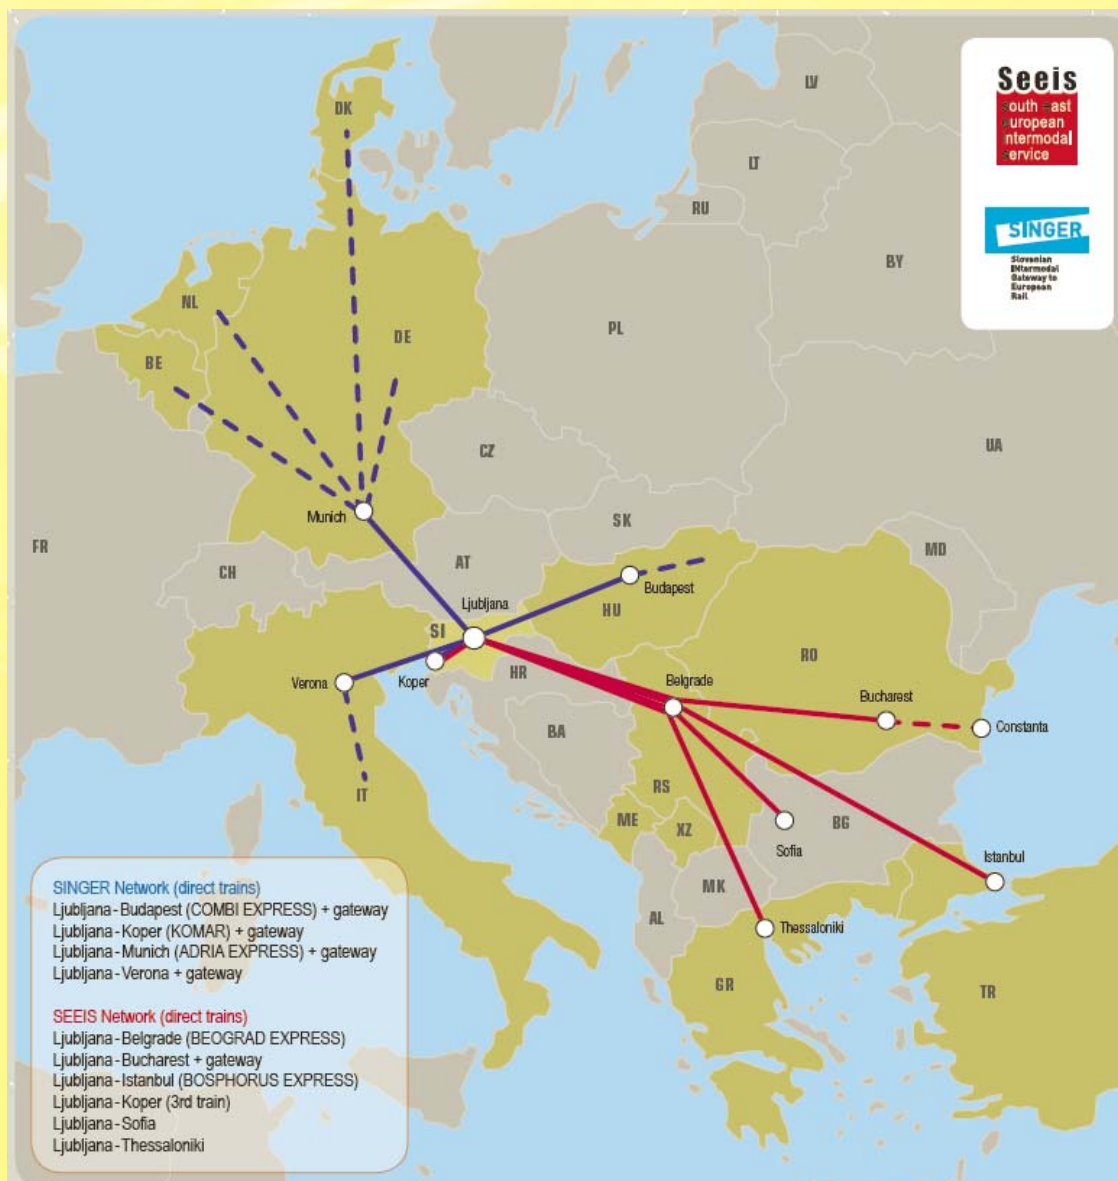 DK
LV
LT
RU
BY
NL
DE
BE
PL
CZ
UA
SK
FR
MD
CH
AT
HU
SI
RO
HR
BA
RS
IT
ME
XZ
BG
MK
AL
GR
TR
Munich
Budapest
Ljubljana
Verona
Koper
Belgrade
Bucharest
Constanta
Sofia
Istanbul
Thessaloniki
Seeis
south east
european
intermodal
service
SINGER
Slovenian
INtermodal
Gateway to
European
Rail
SINGER Network (direct trains)
Ljubljana-Budapest (COMBI EXPRESS) + gateway
Ljubljana-Koper (KOMAR) + gateway
Ljubljana-Munich (ADRIA EXPRESS) + gateway
Ljubljana-Verona + gateway
SEEIS Network (direct trains)
Ljubljana-Belgrade (BEOGRAD EXPRESS)
Ljubljana-Bucharest + gateway
Ljubljana-Istanbul (BOSPHORUS EXPRESS)
Ljubljana-Koper (3rd train)
Ljubljana-Sofia
Ljubljana-Thessaloniki